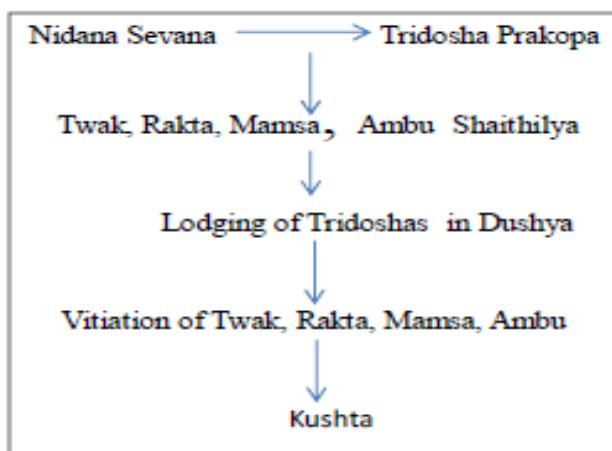 Nidana Sevana Tridosha Prakopa
Twak, Rakta, Mamsa, Ambu Shaithilya
Lodging of Tridoshas in Dushya
Vitiation of Twak, Rakta, Mamsa, Ambu
Kushta